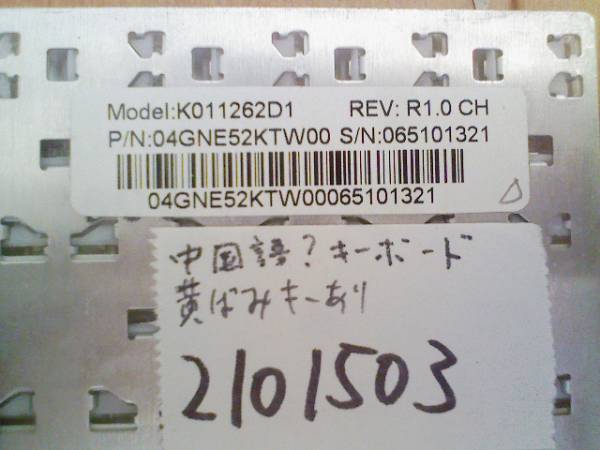 Model:K011262D1 REV: R1.0 CH
P/N:04GNE52KTW00 S/N:065101321
04GNE52KTW00065101321
中国語?キーボード
黄ばみキーあり
2101503